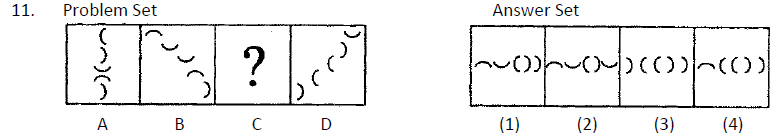 11. Problem Set Answer Set
?
A B C D (1) (2) (3) (4)